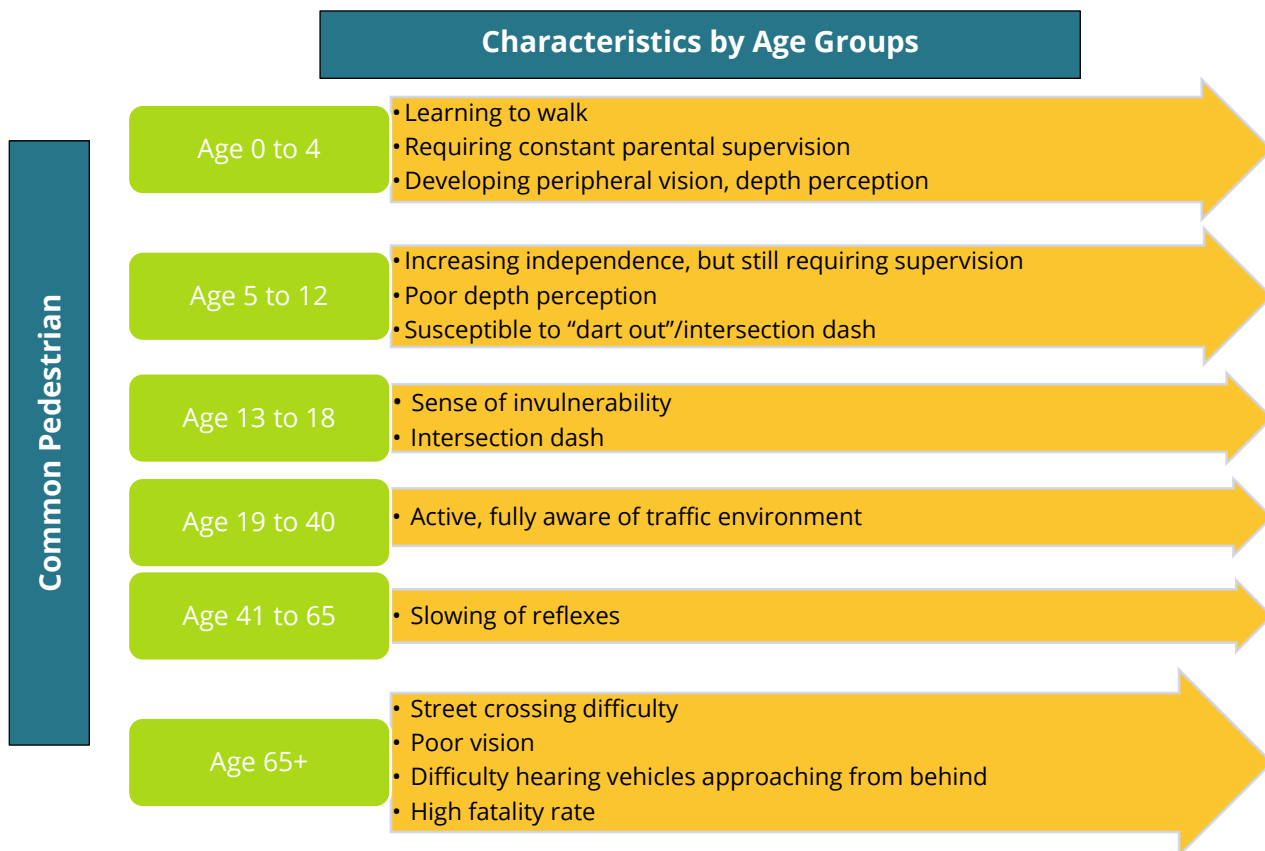 Characteristics by Age Groups
Common Pedestrian
Age 0 to 4
• Learning to walk
• Requiring constant parental supervision
• Developing peripheral vision, depth perception
Age 5 to 12
• Increasing independence, but still requiring supervision
• Poor depth perception
• Susceptible to “dart out”/intersection dash
Age 13 to 18
• Sense of invulnerability
• Intersection dash
Age 19 to 40
• Active, fully aware of traffic environment
Age 41 to 65
• Slowing of reflexes
Age 65+
• Street crossing difficulty
• Poor vision
• Difficulty hearing vehicles approaching from behind
• High fatality rate